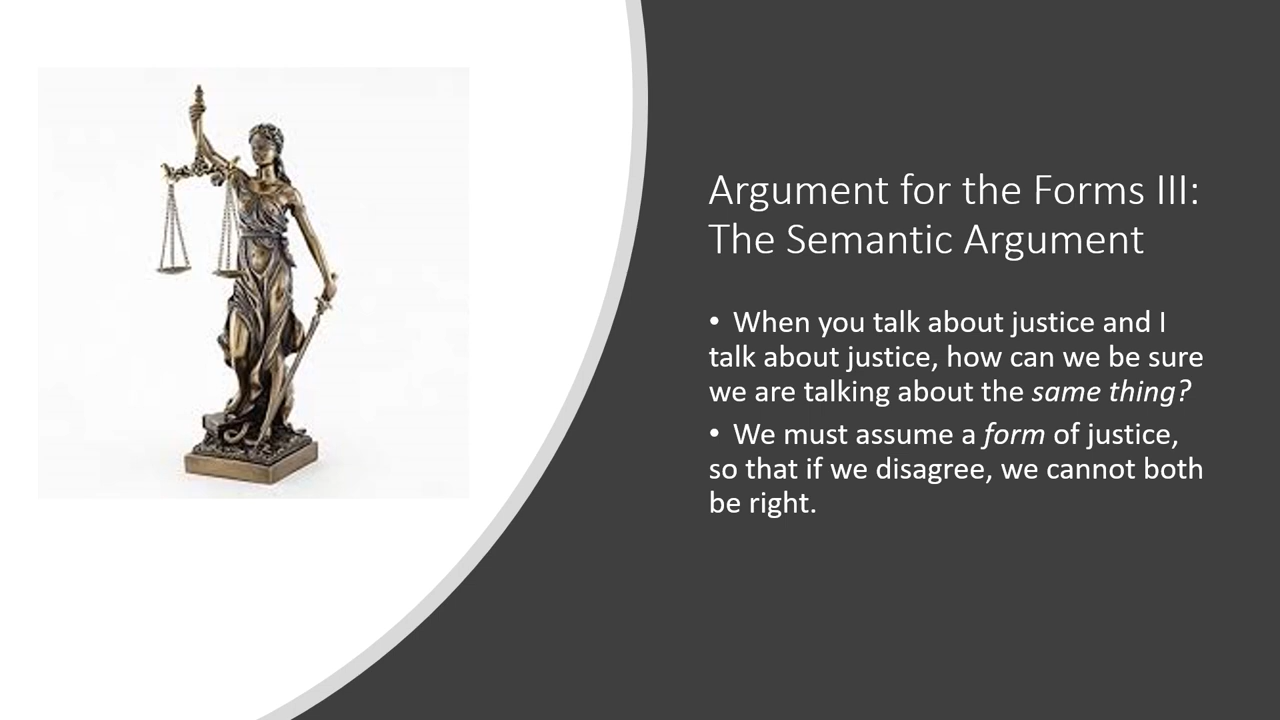 Argument for the Forms III:
The Semantic Argument
• When you talk about justice and I
talk about justice, how can we be sure
we are talking about the same thing?
• We must assume a form of justice,
so that if we disagree, we cannot both
be right.